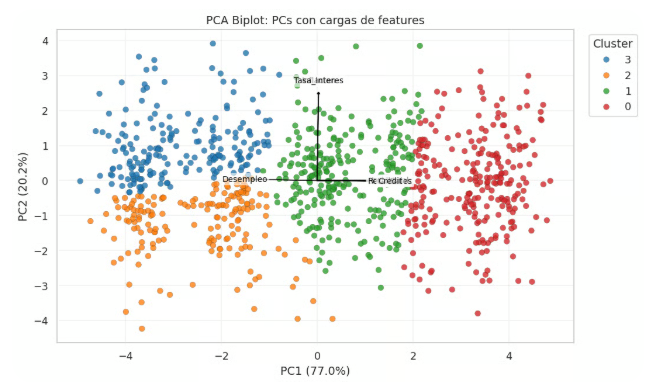 PCA Biplot: PCs con cargas de features
Cluster
3
2
1
0
4
3
2
1
0
−1
−2
−3
−4
PC2 (20.2%)
Tasa_Interes
Desempleo
Creditos
−4
−2
0
2
4
PC1 (77.0%)